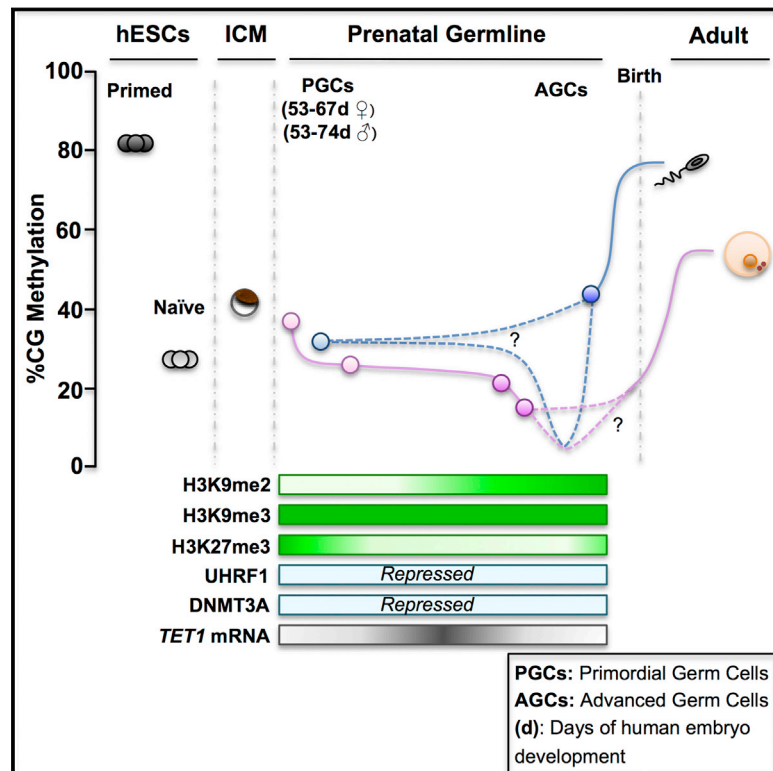 hESCs
ICM
Prenatal Germline
Adult
Birth
100
80
60
40
20
0
%CG Methylation
Primed
Naïve
PGCs
(53-67d ♀)
(53-74d ♂)
AGCs
?
?
H3K9me2
H3K9me3
H3K27me3
UHRF1 Repressed
DNMT3A Repressed
TET1 mRNA
PGCs: Primordial Germ Cells
AGCs: Advanced Germ Cells
(d): Days of human embryo
development